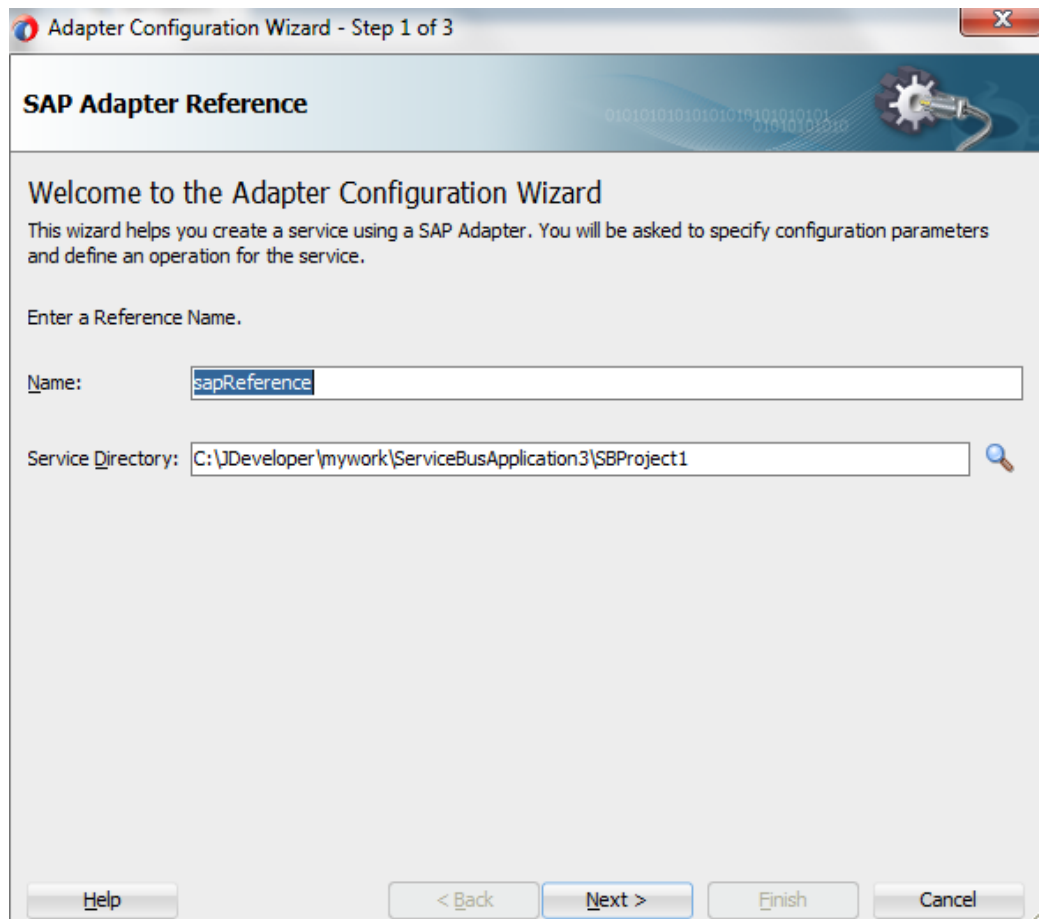 Adapter Configuration Wizard - Step 1 of 3
SAP Adapter Reference
01010101010101010101010101
01010101010
Welcome to the Adapter Configuration Wizard
This wizard helps you create a service using a SAP Adapter. You will be asked to specify configuration parameters
and define an operation for the service.
Enter a Reference Name.
Name: sapReference
Service Directory: C:\JDeveloper\mywork\ServiceBusApplication3\SBProject1
Help < Back Next > Finish Cancel